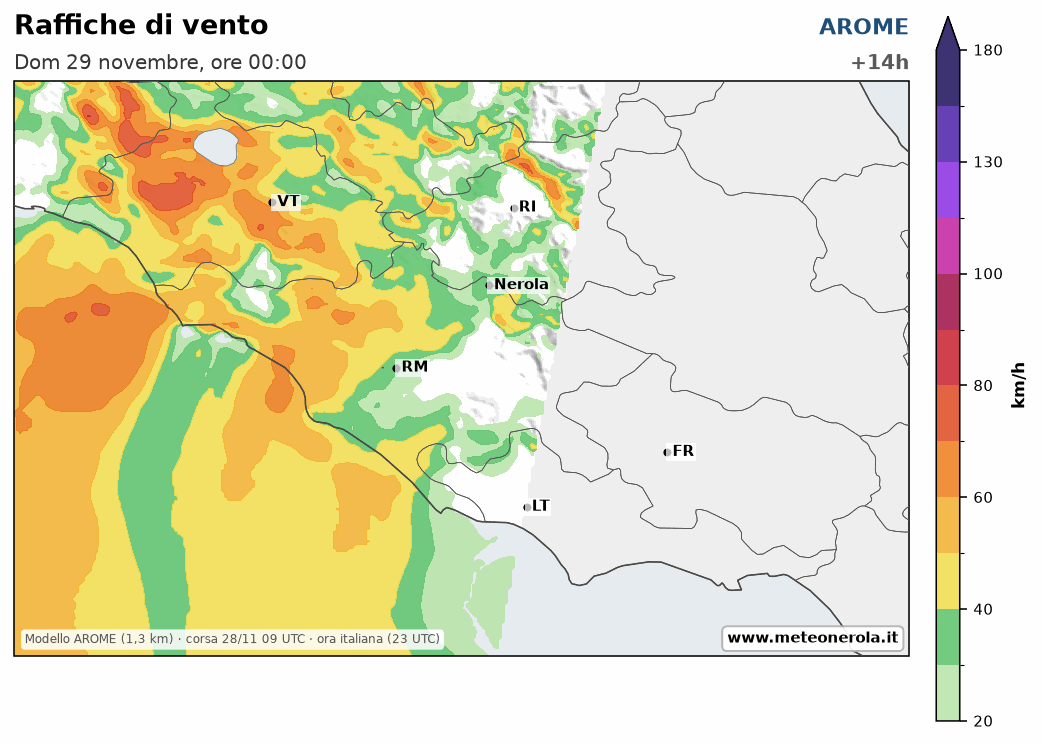 Raffiche di vento
AROME
Dom 29 novembre, ore 00:00
+14h
180
130
100
80
60
40
20
km/h
VT
RI
Nerola
RM
FR
LT
Modello AROME (1,3 km) · corsa 28/11 09 UTC · ora italiana (23 UTC)
www.meteonerola.it